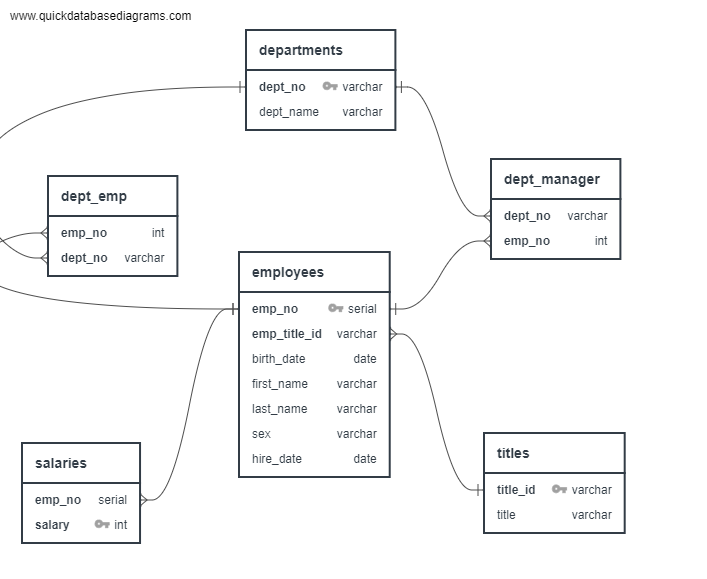 www.quickdatabasediagrams.com
departments
dept_no varchar
dept_name varchar
dept_emp
emp_no int
dept_no varchar
dept_manager
dept_no varchar
emp_no int
employees
emp_no serial
emp_title_id varchar
birth_date date
first_name varchar
last_name varchar
sex varchar
hire_date date
salaries
emp_no serial
salary int
titles
title_id varchar
title varchar